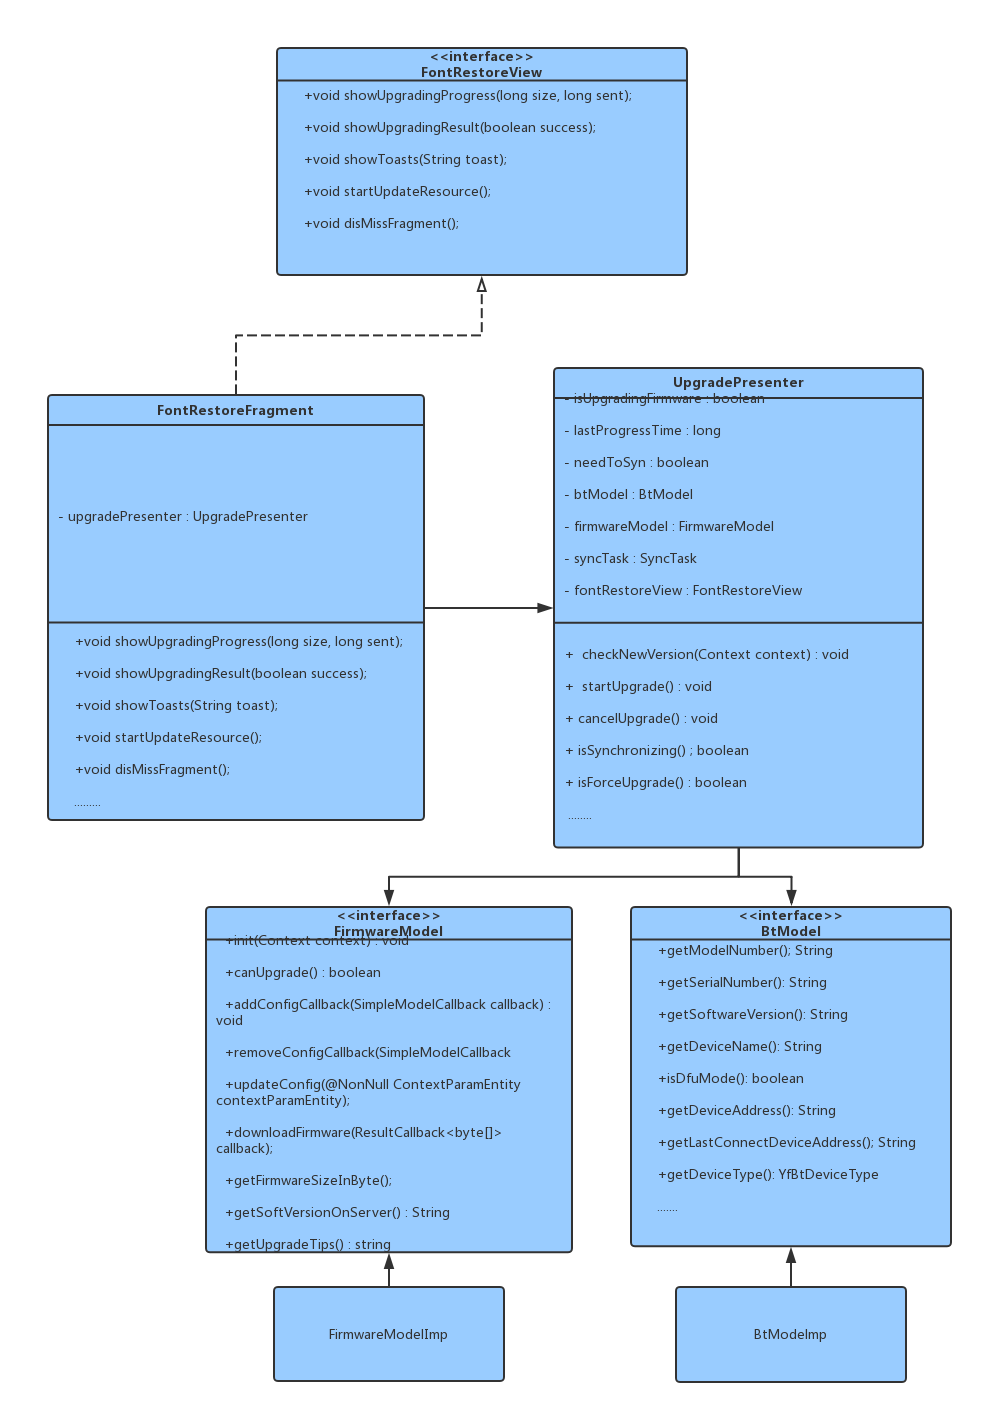 <<interface>>
FontRestoreView
+void showUpgradingProgress(long size, long sent);
+void showUpgradingResult(boolean success);
+void showToasts(String toast);
+void startUpdateResource();
+void disMissFragment();
FontRestoreFragment
- upgradePresenter : UpgradePresenter
+void showUpgradingProgress(long size, long sent);
+void showUpgradingResult(boolean success);
+void showToasts(String toast);
+void startUpdateResource();
+void disMissFragment();
.........
UpgradePresenter
- isUpgradingFirmware : boolean
- lastProgressTime : long
- needToSyn : boolean
- btModel : BtModel
- firmwareModel : FirmwareModel
- syncTask : SyncTask
- fontRestoreView : FontRestoreView
+  checkNewVersion(Context context) : void
+  startUpgrade() : void
+ cancelUpgrade() : void
+ isSynchronizing() ; boolean
+ isForceUpgrade() : boolean
........
<<interface>>
FirmwareModel
+init(Context context) : void
+canUpgrade() : boolean
+addConfigCallback(SimpleModelCallback callback) :
void
+removeConfigCallback(SimpleModelCallback
+updateConfig(@NonNull ContextParamEntity
contextParamEntity);
+downloadFirmware(ResultCallback<byte[]>
callback);
+getFirmwareSizeInByte();
+getSoftVersionOnServer() : String
+getUpgradeTips() : string
<<interface>>
BtModel
+getModelNumber(); String
+getSerialNumber(): String
+getSoftwareVersion(): String
+getDeviceName(): String
+isDfuMode(): boolean
+getDeviceAddress(): String
+getLastConnectDeviceAddress(); String
+getDeviceType(): YfBtDeviceType
.......
FirmwareModelImp
BtModeImp